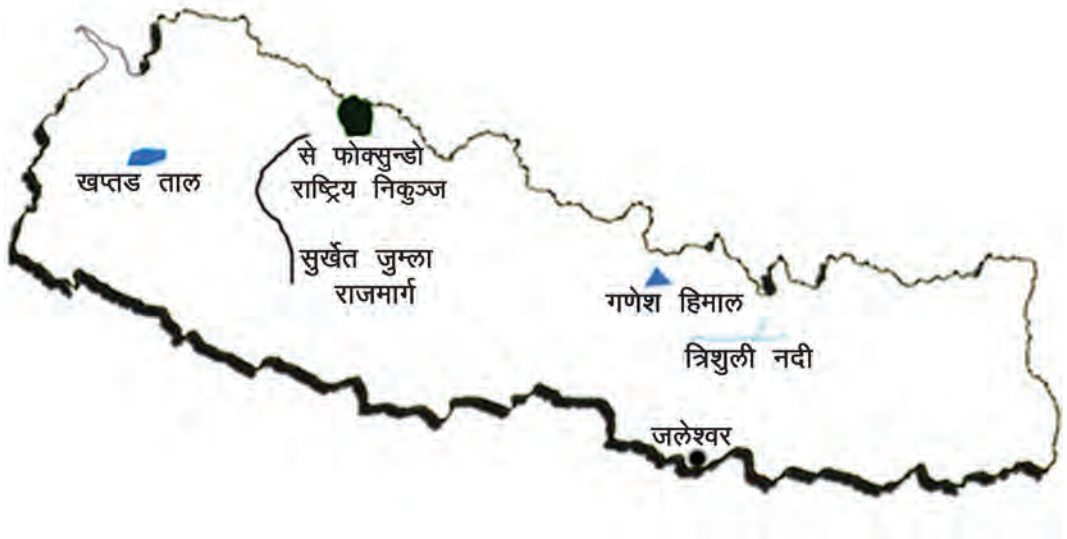 से फोक्सुन्डो
राष्ट्रिय निकुञ्ज
खप्तड ताल
सुर्खेत जुम्ला
राजमार्ग
गणेश हिमाल
त्रिशुली नदी
जलेश्वर